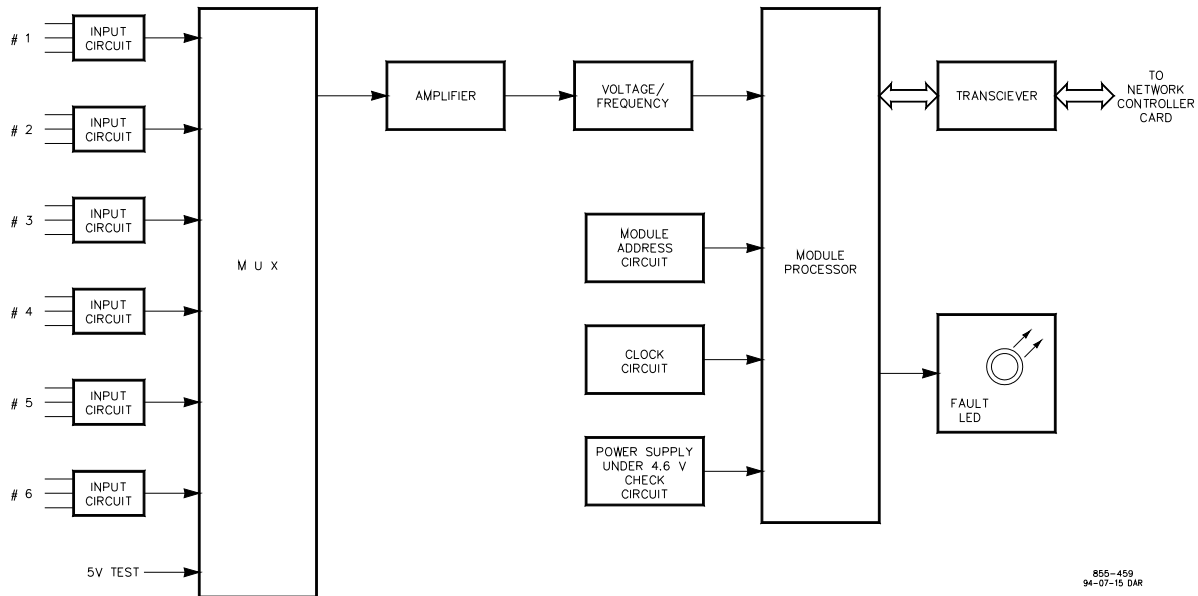 # 1
INPUT
CIRCUIT
# 2
INPUT
CIRCUIT
# 3
INPUT
CIRCUIT
# 4
INPUT
CIRCUIT
# 5
INPUT
CIRCUIT
# 6
INPUT
CIRCUIT
5V TEST
M U X
AMPLIFIER
VOLTAGE/
FREQUENCY
MODULE
ADDRESS
CIRCUIT
CLOCK
CIRCUIT
POWER SUPPLY
UNDER 4.6 V
CHECK
CIRCUIT
MODULE
PROCESSOR
TRANSCIEVER
TO
NETWORK
CONTROLLER
CARD
FAULT
LED
855-459
94-07-15 DAR